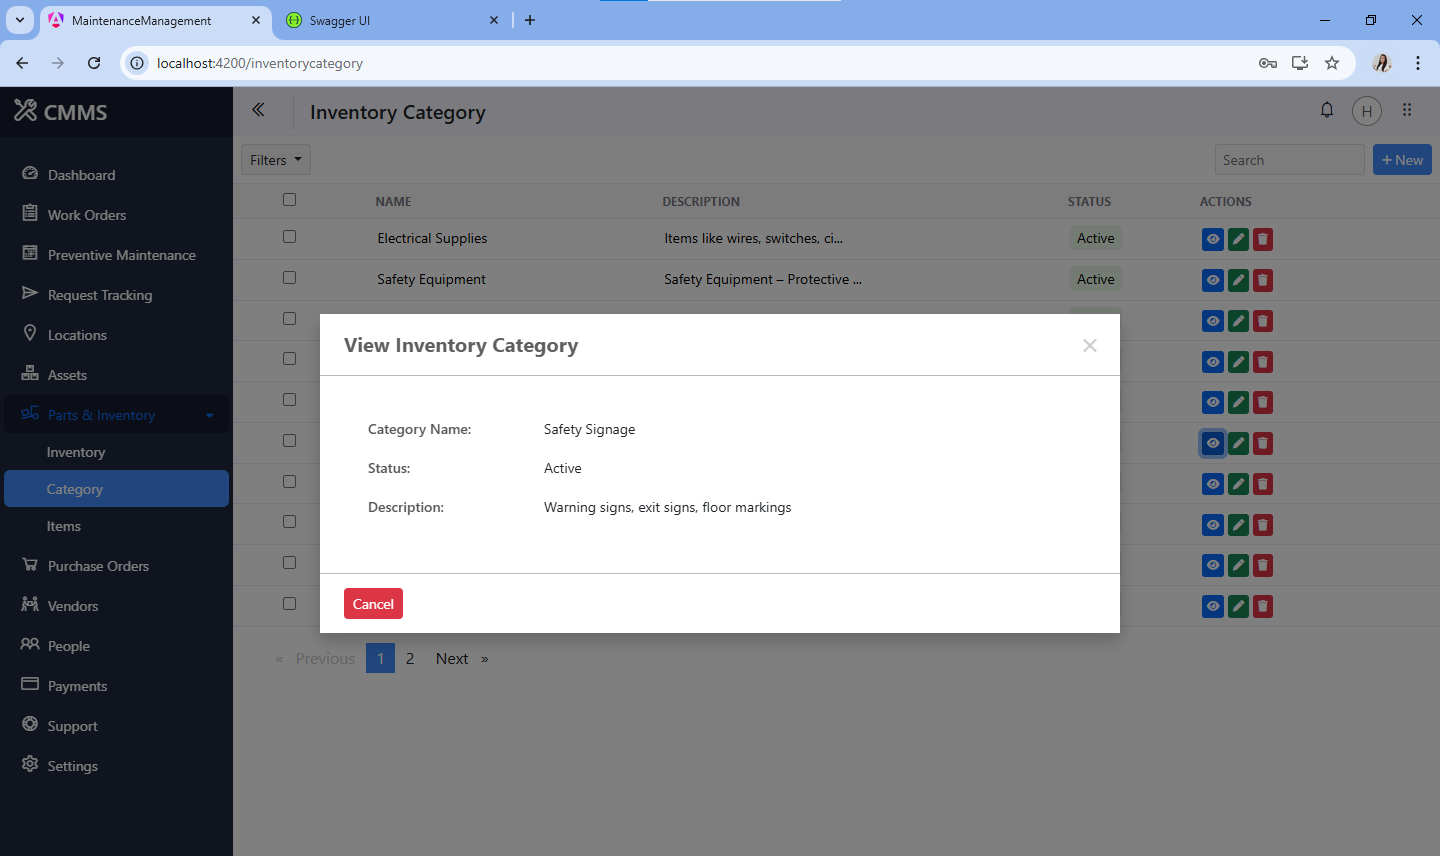 MaintenanceManagement
Swagger UI
localhost:4200/inventorycategory
CMMS
Inventory Category
H
Filters
Search
+ New
NAME DESCRIPTION STATUS ACTIONS
Electrical Supplies Items like wires, switches, ci... Active
Safety Equipment Safety Equipment – Protective ... Active
Dashboard
Work Orders
Preventive Maintenance
Request Tracking
Locations
Assets
Parts & Inventory
Inventory
Category
Items
Purchase Orders
Vendors
People
Payments
Support
Settings
View Inventory Category
Category Name: Safety Signage
Status: Active
Description: Warning signs, exit signs, floor markings
Cancel
« Previous 1 2 Next »